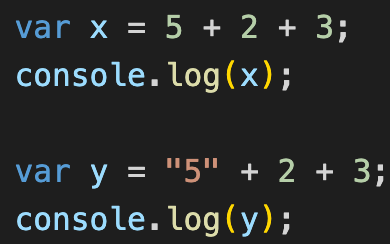 var x = 5 + 2 + 3;
console.log(x);
var y = "5" + 2 + 3;
console.log(y);